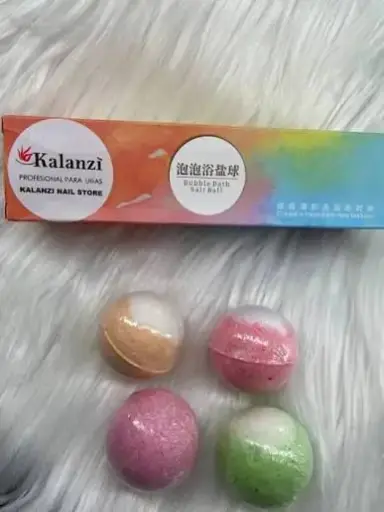 Kalanzi
PROFESIONAL PARA UÑAS
KALANZI NAIL STORE
泡泡浴盐球
Bubble Bath
Salt Ball